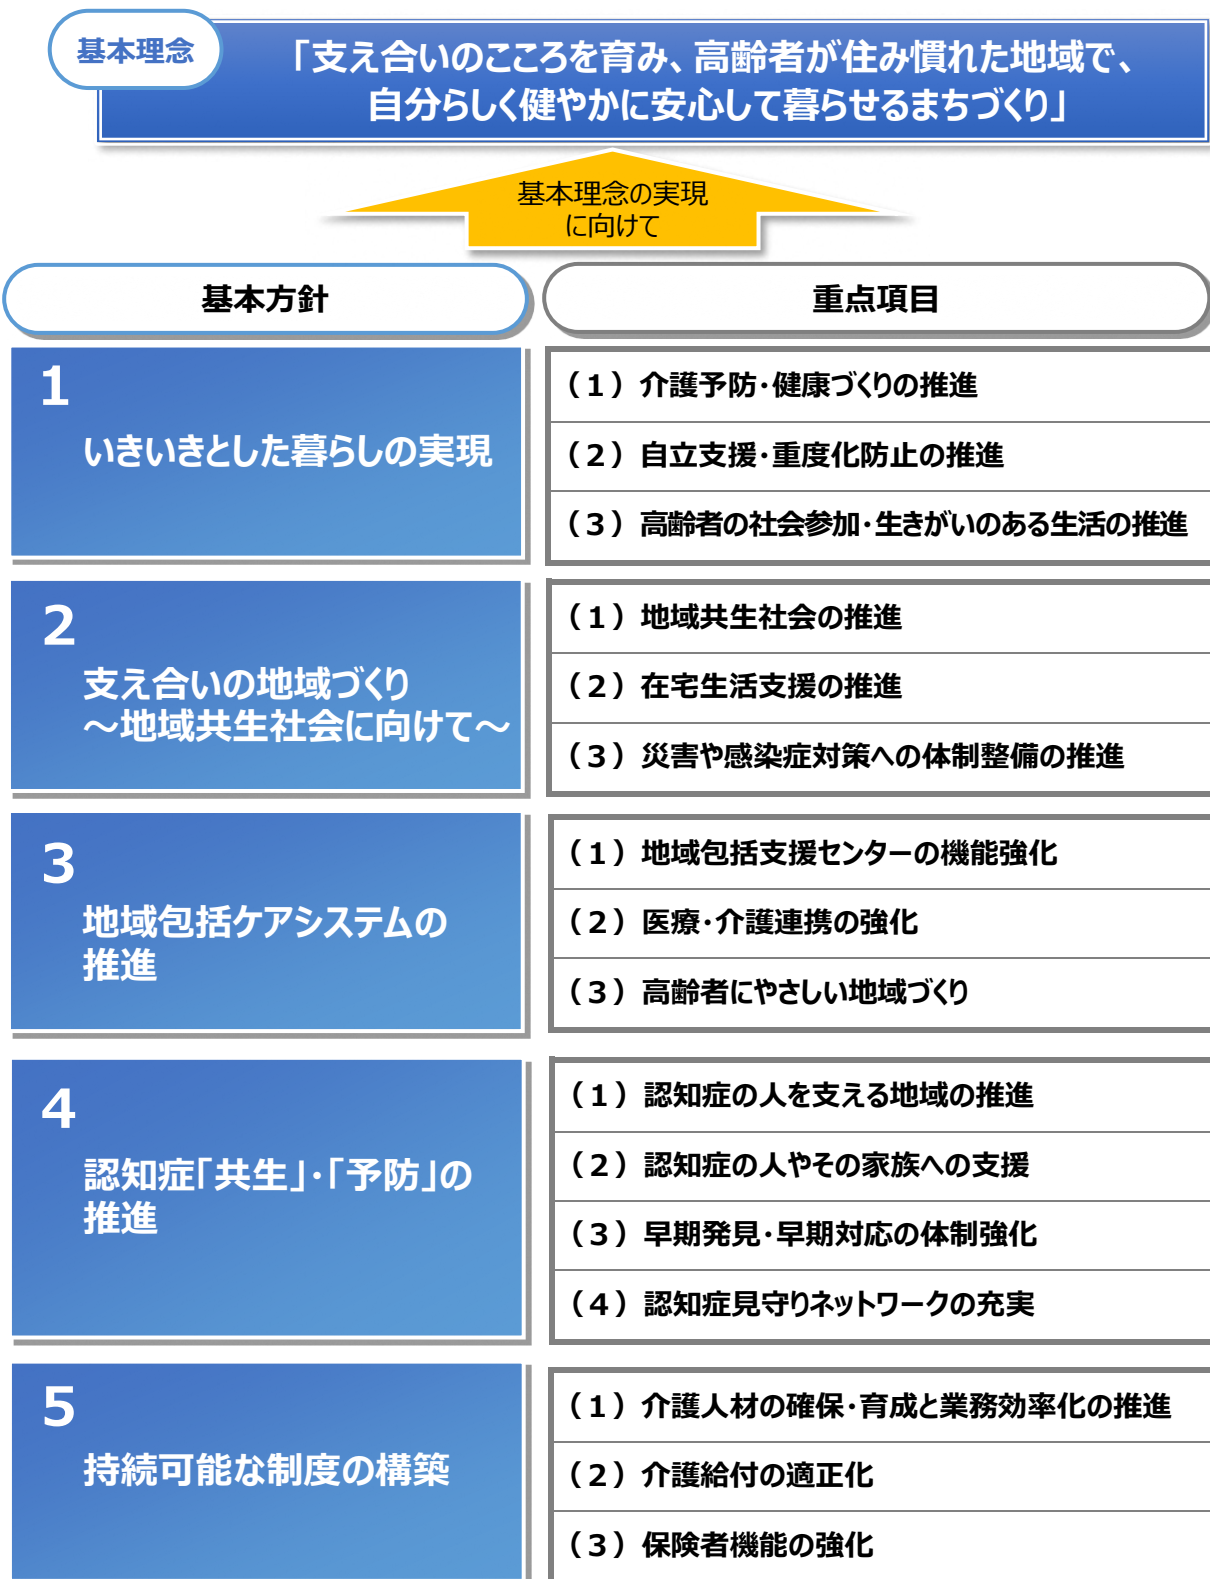 基本理念
「支え合いのこころを育み、高齢者が住み慣れた地域で、
自分らしく健やかに安心して暮らせるまちづくり」
基本理念の実現
に向けて
基本方針
重点項目
1
いきいきとした暮らしの実現
（１）介護予防・健康づくりの推進
（２）自立支援・重度化防止の推進
（３）高齢者の社会参加・生きがいのある生活の推進
2
支え合いの地域づくり
～地域共生社会に向けて～
（１）地域共生社会の推進
（２）在宅生活支援の推進
（３）災害や感染症対策への体制整備の推進
3
地域包括ケアシステムの
推進
（１）地域包括支援センターの機能強化
（２）医療・介護連携の強化
（３）高齢者にやさしい地域づくり
4
認知症「共生」・「予防」の
推進
（１）認知症の人を支える地域の推進
（２）認知症の人やその家族への支援
（３）早期発見・早期対応の体制強化
（４）認知症見守りネットワークの充実
5
持続可能な制度の構築
（１）介護人材の確保・育成と業務効率化の推進
（２）介護給付の適正化
（３）保険者機能の強化